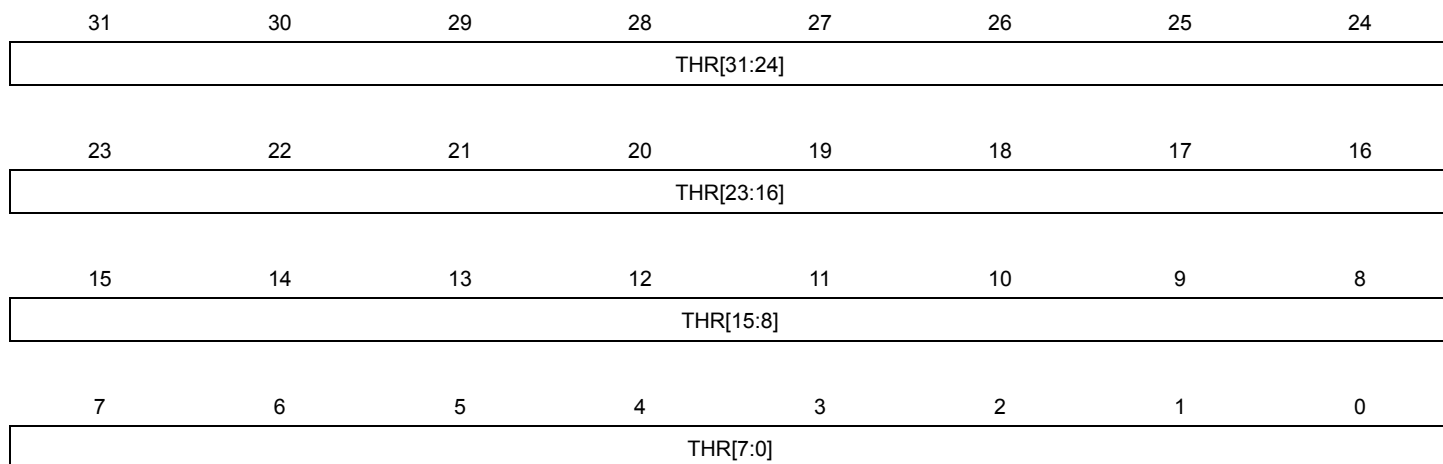 31 30 29 28 27 26 25 24
THR[31:24]
23 22 21 20 19 18 17 16
THR[23:16]
15 14 13 12 11 10 9 8
THR[15:8]
7 6 5 4 3 2 1 0
THR[7:0]